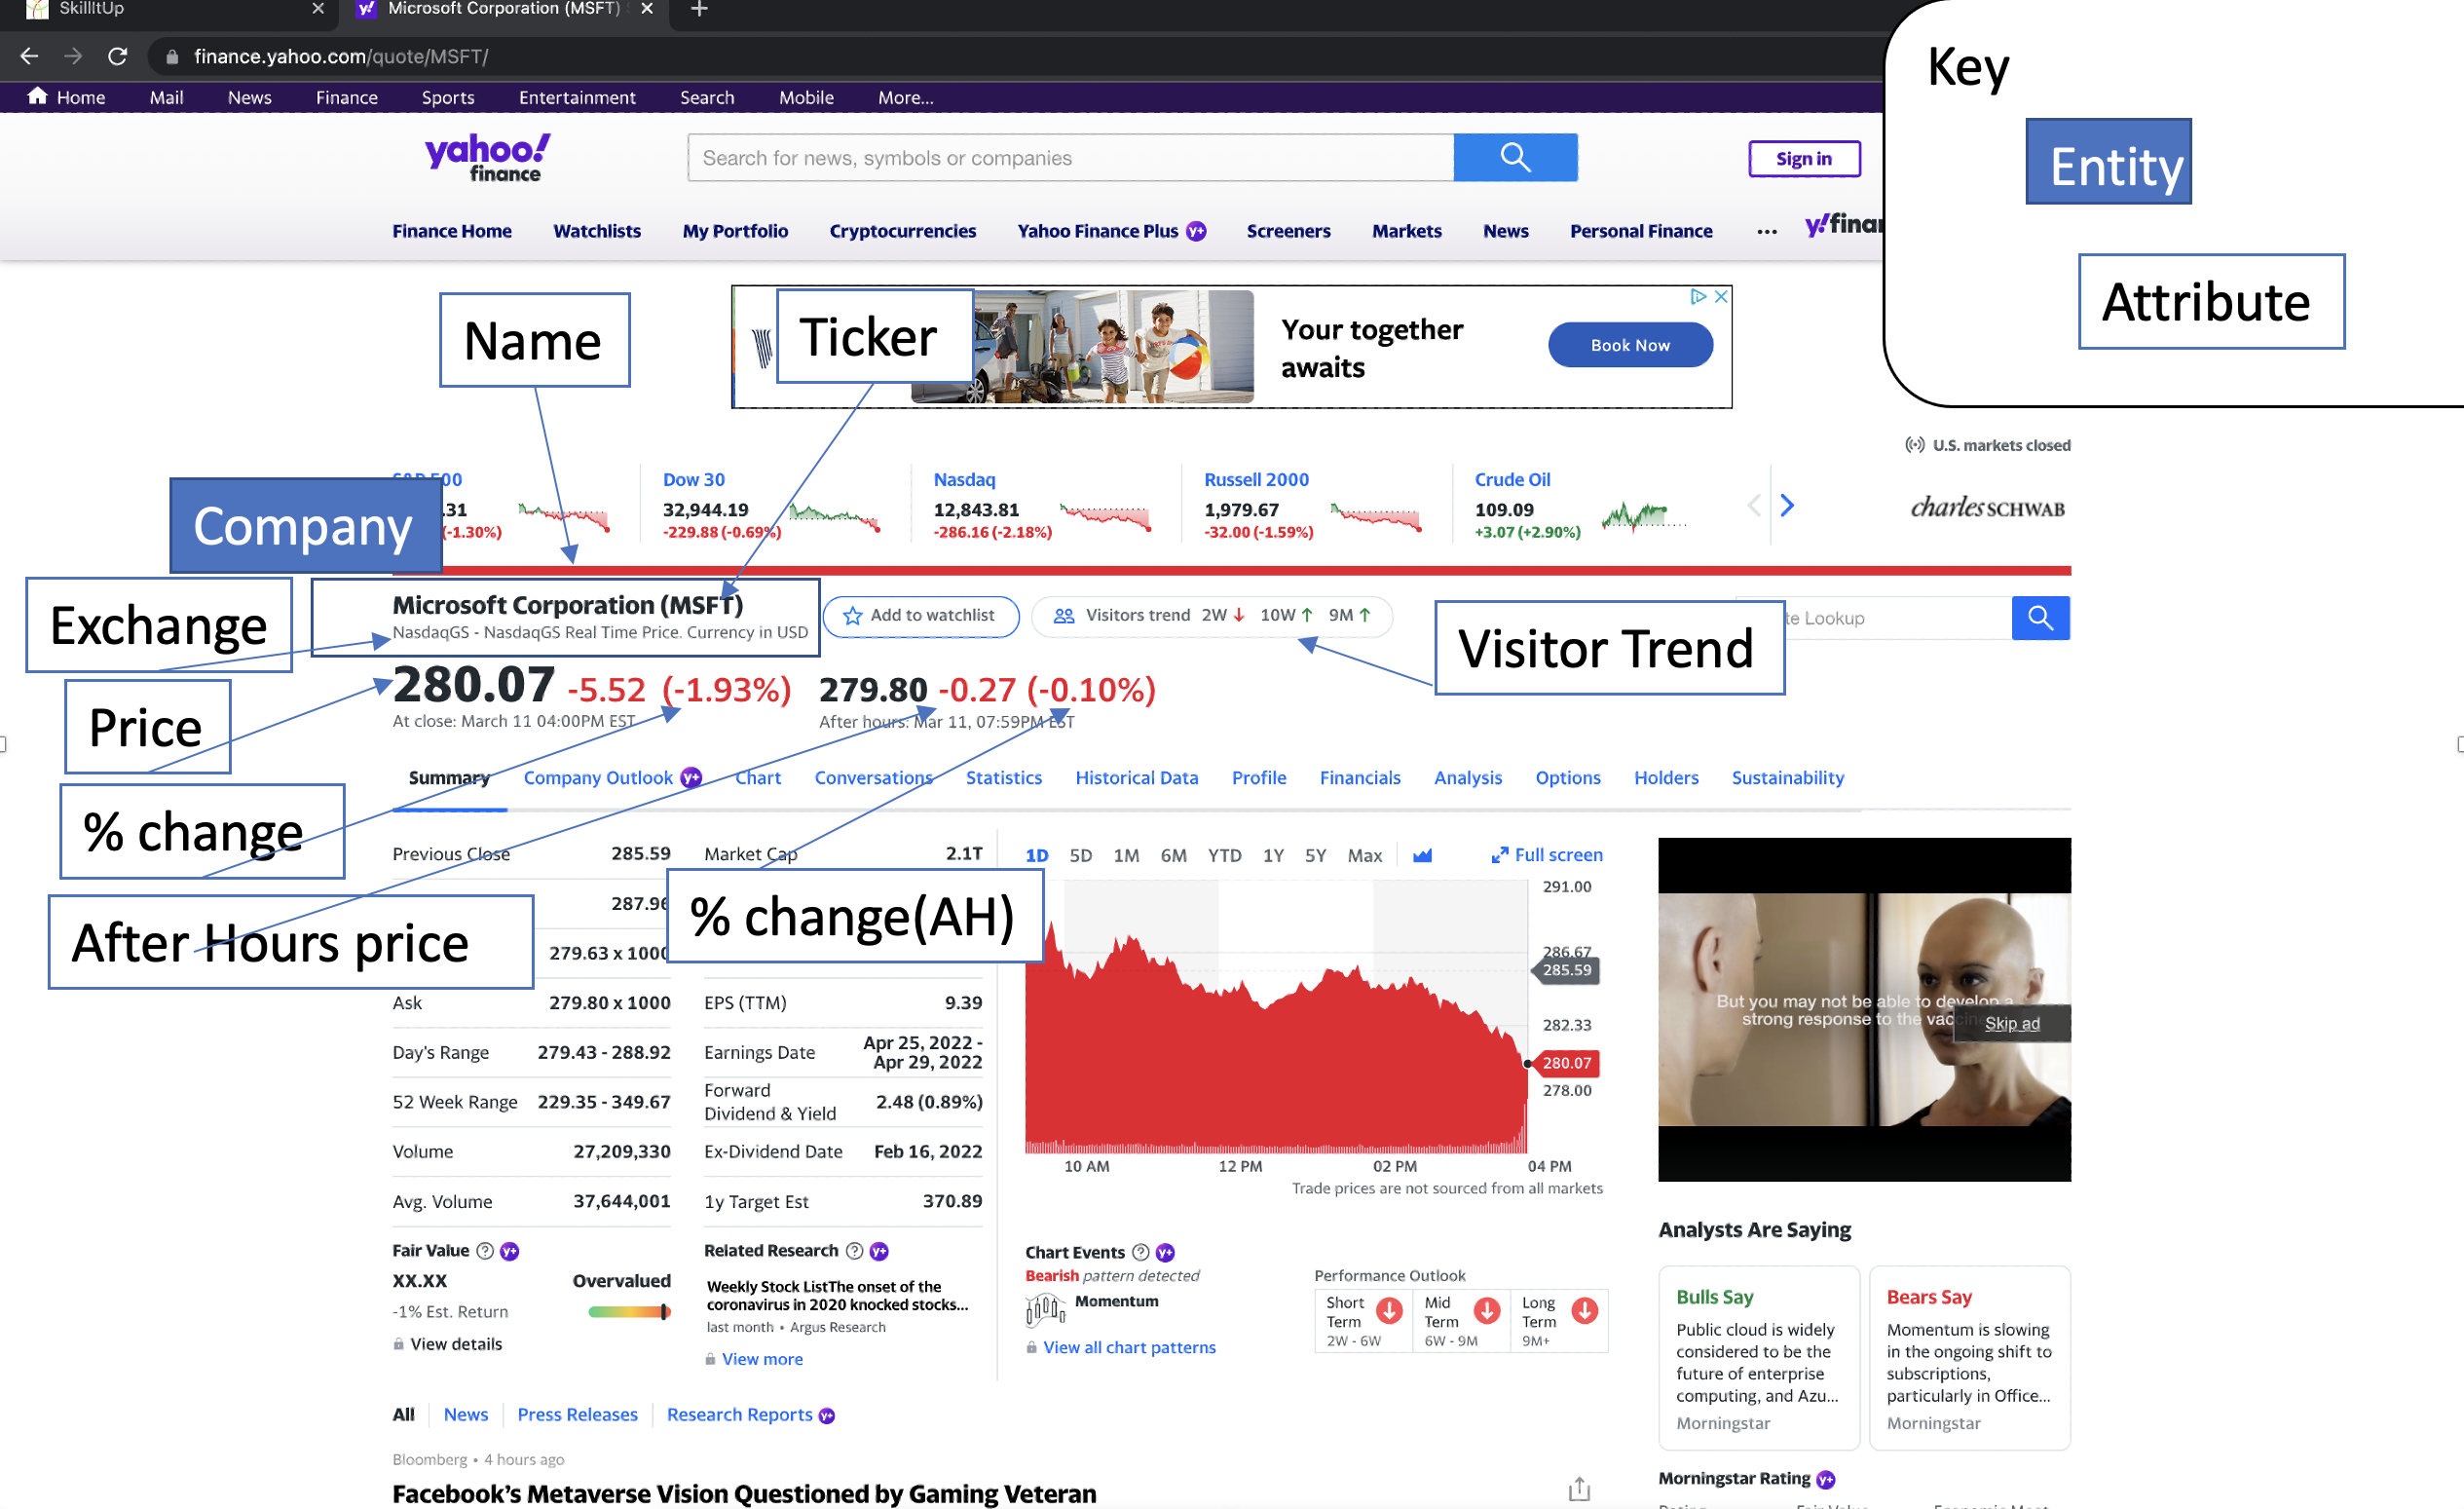 SkillItUp
Microsoft Corporation (MSFT)
finance.yahoo.com/quote/MSFT/
Home Mail News Finance Sports Entertainment Search Mobile More...
Key
Entity
Attribute
yahoo!
finance
Search for news, symbols or companies
Sign in
Finance Home Watchlists My Portfolio Cryptocurrencies Yahoo Finance Plus y+ Screeners Markets News Personal Finance ...
Name
Ticker
Your together
awaits
Book Now
U.S. markets closed
Company
Dow 30
32,944.19
-229.88 (-0.69%)
Nasdaq
12,843.81
-286.16 (-2.18%)
Russell 2000
1,979.67
-32.00 (-1.59%)
Crude Oil
109.09
+3.07 (+2.90%)
(-1.30%)
charles SCHWAB
Exchange
Microsoft Corporation (MSFT)
NasdaqGS - NasdaqGS Real Time Price. Currency in USD
Add to watchlist
Visitors trend 2W 10W 9M
Visitor Trend
Lookup
Price
280.07 -5.52 (-1.93%)
At close: March 11 04:00PM EST
279.80 -0.27 (-0.10%)
After hours: Mar 11, 07:59PM EST
Summary Company Outlook y+ Chart Conversations Statistics Historical Data Profile Financials Analysis Options Holders Sustainability
% change
After Hours price
% change(AH)
Previous Close 285.59
287.96
279.63 x 1000
Ask 279.80 x 1000
Day's Range 279.43 - 288.92
52 Week Range 229.35 - 349.67
Volume 27,209,330
Avg. Volume 37,644,001
Market Cap 2.1T
EPS (TTM) 9.39
Earnings Date Apr 25, 2022 -
Apr 29, 2022
Forward
Dividend & Yield 2.48 (0.89%)
Ex-Dividend Date Feb 16, 2022
1y Target Est 370.89
1D 5D 1M 6M YTD 1Y 5Y Max
Full screen
291.00
286.67
285.59
282.33
280.07
278.00
10 AM 12 PM 02 PM 04 PM
Trade prices are not sourced from all markets
But you may not be able to develop a
strong response to the
Skip ad
Fair Value ? y+
XX.XX Overvalued
-1% Est. Return
View details
Related Research ? y+
Weekly Stock ListThe onset of the
coronavirus in 2020 knocked stocks...
last month • Argus Research
View more
Chart Events ? y+
Bearish pattern detected
Momentum
View all chart patterns
Performance Outlook
Short
Term
2W - 6W
Mid
Term
6W - 9M
Long
Term
9M+
Analysts Are Saying
Bulls Say
Public cloud is widely
considered to be the
future of enterprise
computing, and Azu...
Morningstar
Bears Say
Momentum is slowing
in the ongoing shift to
subscriptions,
particularly in Office...
Morningstar
Morningstar Rating y+
All News Press Releases Research Reports y+
Bloomberg • 4 hours ago
Facebook's Metaverse Vision Questioned by Gaming Veteran